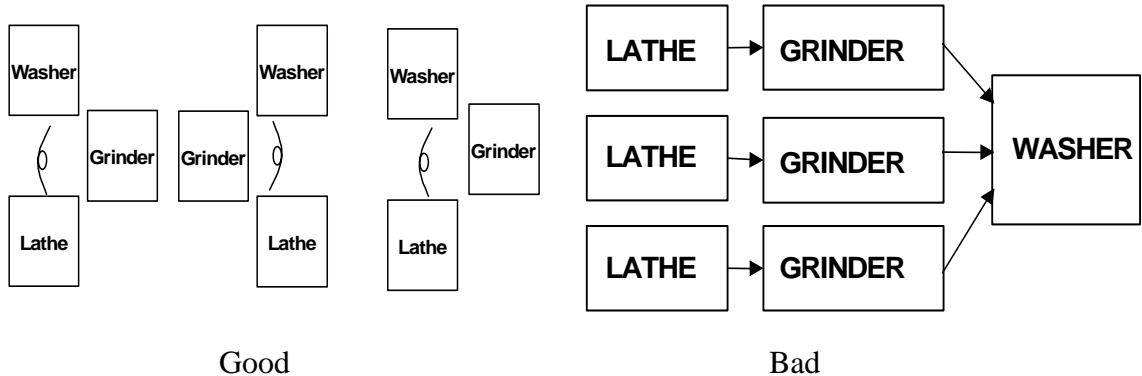 Washer
Grinder
Lathe
Washer
Grinder
Lathe
Washer
Grinder
Lathe
Good
LATHE
GRINDER
LATHE
GRINDER
LATHE
GRINDER
WASHER
Bad